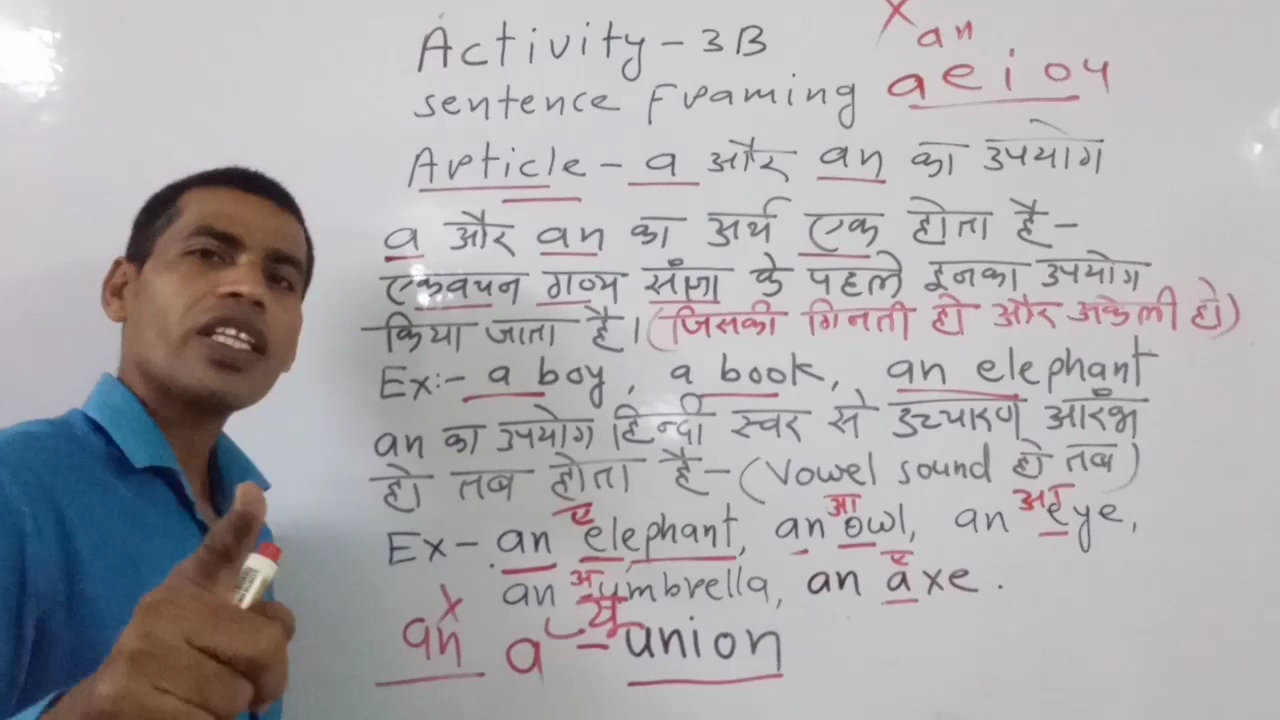 Activity - 3B
x an
sentence Framing a e i o u
Article - a और an का उपयोग
a और an का अर्थ एक होता है -
एकवचन गण्य संज्ञा के पहले इनका उपयोग
किया जाता है। (जिसकी गिनती हो और अकेली हो)
Ex:- a boy, a book, an elephant
an का उपयोग हिन्दी स्वर से उच्चारण आरंभ
हो तब होता है - (Vowel sound हो तब)
ए आ आ
Ex - an elephant, an owl, an eye,
अ ए
an umbrella, an axe.
x यू
an a union